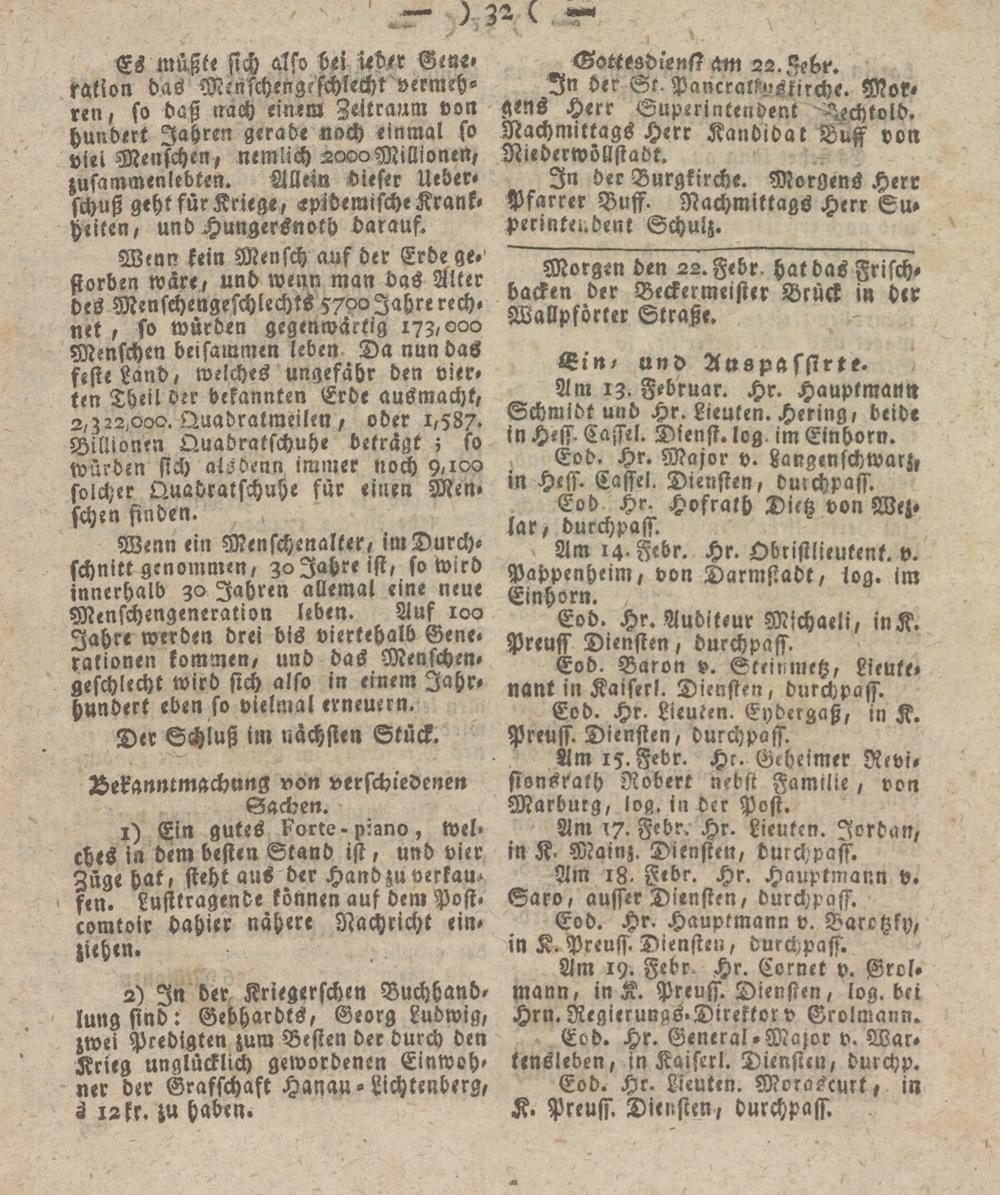 — ) 32 ( —
Es müßte sich also bei jeder Gene-
ration das Menschengeschlecht vermeh-
ren, so daß nach einem Zeitraum von
hundert Jahren gerade noch einmal so
viel Menschen, nemlich 2000 Millionen,
zusammenlebten. Allein dieser Ueber-
schuß geht für Kriege, epidemische Krank-
heiten, und Hungersnoth darauf.
Wenn kein Mensch auf der Erde ge-
storben wäre, und wenn man das Alter
des Menschengeschlechts 5700 Jahre rech-
net, so würden gegenwärtig 173,000
Menschen beisammen leben. Da nun das
feste Land, welches ungefähr den vier-
ten Theil der bekannten Erde ausmacht,
2,322,000. Quadratmeilen, oder 1,587.
Billionen Quadratschuhe beträgt; so
würden sich alsdenn immer noch 9,100
solcher Quadratschuhe für einen Men-
schen finden.
Wenn ein Menschenalter, im Durch-
schnitt genommen, 30 Jahre ist, so wird
innerhalb 30 Jahren allemal eine neue
Menschengeneration leben. Auf 100
Jahre werden drei bis viertehalb Gene-
rationen kommen, und das Menschen-
geschlecht wird sich also in einem Jahr-
hundert eben so vielmal erneuern.
Der Schluß im nächsten Stück.
Bekanntmachung von verschiedenen
Sachen.
1) Ein gutes Forte-piano, wel-
ches in dem besten Stand ist, und vier
Züge hat, steht aus der Hand zu verkau-
fen. Lusttragende können auf dem Post-
comtoir dahier nähere Nachricht ein-
ziehen.
2) In der Kriegerschen Buchhand-
lung sind: Gebhardts, Georg Ludwig,
zwei Predigten zum Besten der durch den
Krieg unglücklich gewordenen Einwoh-
ner der Grafschaft Hanau-Lichtenberg,
à 12 kr. zu haben.
Gottesdienst am 22. Febr.
In der St. Pancratiuskirche. Mor-
gens Herr Superintendent Bechtold.
Nachmittags Herr Kandidat Buff von
Niederwöllstadt.
In der Burgkirche. Morgens Herr
Pfarrer Buff. Nachmittags Herr Su-
perintendent Schulz.
Morgen den 22. Febr. hat das Frisch-
backen der Beckermeister Brück in der
Wallpförter Straße.
Ein- und Auspassirte.
Am 13. Februar. Hr. Hauptmann
Schmidt und Hr. Lieuten. Hering, beide
in Hess. Cassel. Dienst. log. im Einhorn.
Eod. Hr. Major v. Langenschwarz,
in Hess. Cassel. Diensten, durchpass.
Eod. Hr. Hofrath Dietz von Wez-
lar, durchpass.
Am 14. Febr. Hr. Obristlieutent. v.
Pappenheim, von Darmstadt, log. im
Einhorn.
Eod. Hr. Auditeur Michaeli, in K.
Preuss. Diensten, durchpass.
Eod. Baron v. Steinmetz, Lieute-
nant in Kaiserl. Diensten, durchpass.
Eod. Hr. Lieuten. Eydergaß, in K.
Preuss. Diensten, durchpass.
Am 15. Febr. Hr. Geheimer Revi-
sionsrath Robert nebst Familie, von
Marburg, log. in der Post.
Am 17. Febr. Hr. Lieuten. Jordan,
in K. Mainz. Diensten, durchpass.
Am 18. Febr. Hr. Hauptmann v.
Saro, ausser Diensten, durchpass.
Eod. Hr. Hauptmann v. Barotzky,
in K. Preuss. Diensten, durchpass.
Am 19. Febr. Hr. Cornet v. Grol-
mann, in K. Preuss. Diensten, log. bei
Hrn. Regierungs-Direktor v Grolmann.
Eod. Hr. General-Major v. War-
tensleben, in Kaiserl. Diensten, durchp.
Eod. Hr. Lieuten. Morascurt, in
K. Preuss. Diensten, durchpass.